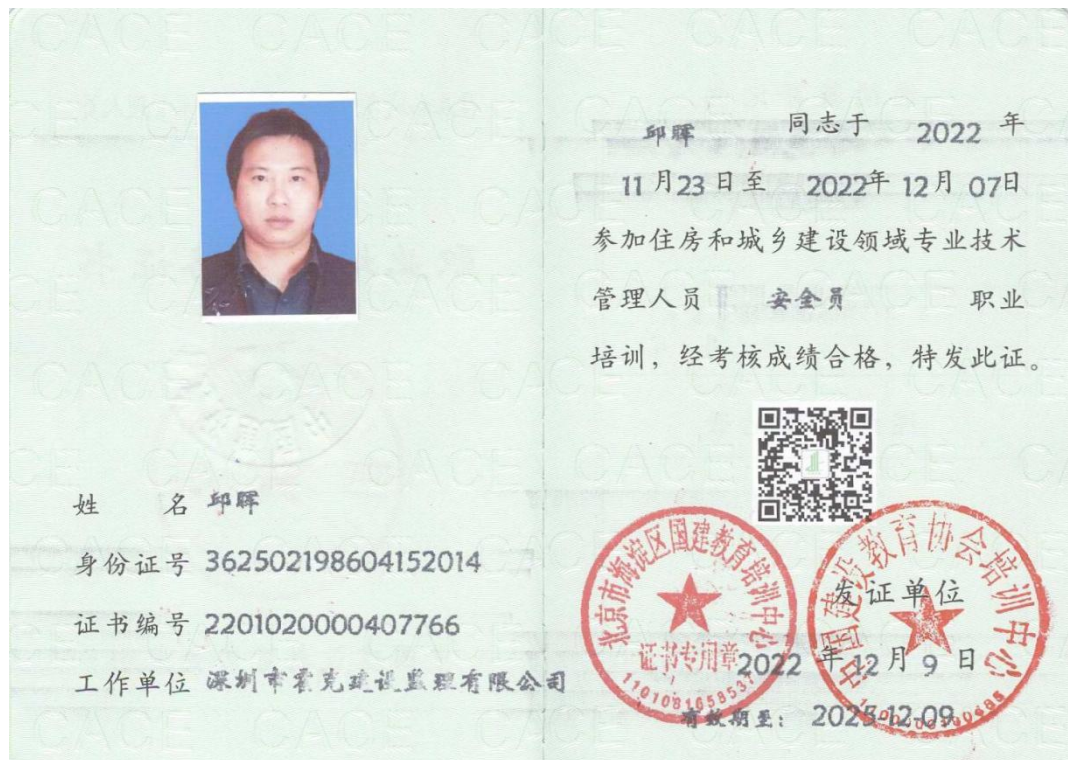 姓 名 邱晖
身份证号 362502198604152014
证书编号 2201020000407766
工作单位 深圳市霍克建设监理有限公司
邱晖 同志于 2022 年
11 月 23 日至 2022年 12月 07日
参加住房和城乡建设领域专业技术
管理人员 安全员 职业
培训，经考核成绩合格，特发此证。
北京市海淀区国建教育培训中心
证书专用章
中国建设教育协会培训中心
发证单位
2022 年 12 月 9 日
有效期至： 2025-12-09
CACE